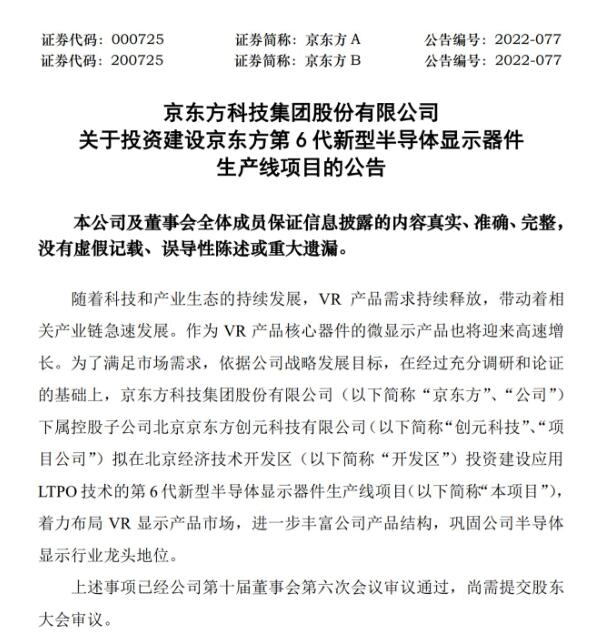 证券代码：000725 证券简称：京东方A 公告编号：2022-077
证券代码：200725 证券简称：京东方B 公告编号：2022-077
京东方科技集团股份有限公司
关于投资建设京东方第6代新型半导体显示器件
生产线项目的公告
本公司及董事会全体成员保证信息披露的内容真实、准确、完整，
没有虚假记载、误导性陈述或重大遗漏。
随着科技和产业生态的持续发展，VR 产品需求持续释放，带动着相
关产业链急速发展。作为 VR 产品核心器件的微显示产品也将迎来高速增
长。为了满足市场需求，依据公司战略发展目标，在经过充分调研和论证
的基础上，京东方科技集团股份有限公司（以下简称“京东方”、“公司”）
下属控股子公司北京京东方创元科技有限公司（以下简称“创元科技”、“项
目公司”）拟在北京经济技术开发区（以下简称“开发区”）投资建设应用
LTPO 技术的第 6 代新型半导体显示器件生产线项目（以下简称“本项目”），
着力布局 VR 显示产品市场，进一步丰富公司产品结构，巩固公司半导体
显示行业龙头地位。
上述事项已经公司第十届董事会第六次会议审议通过，尚需提交股东
大会审议。